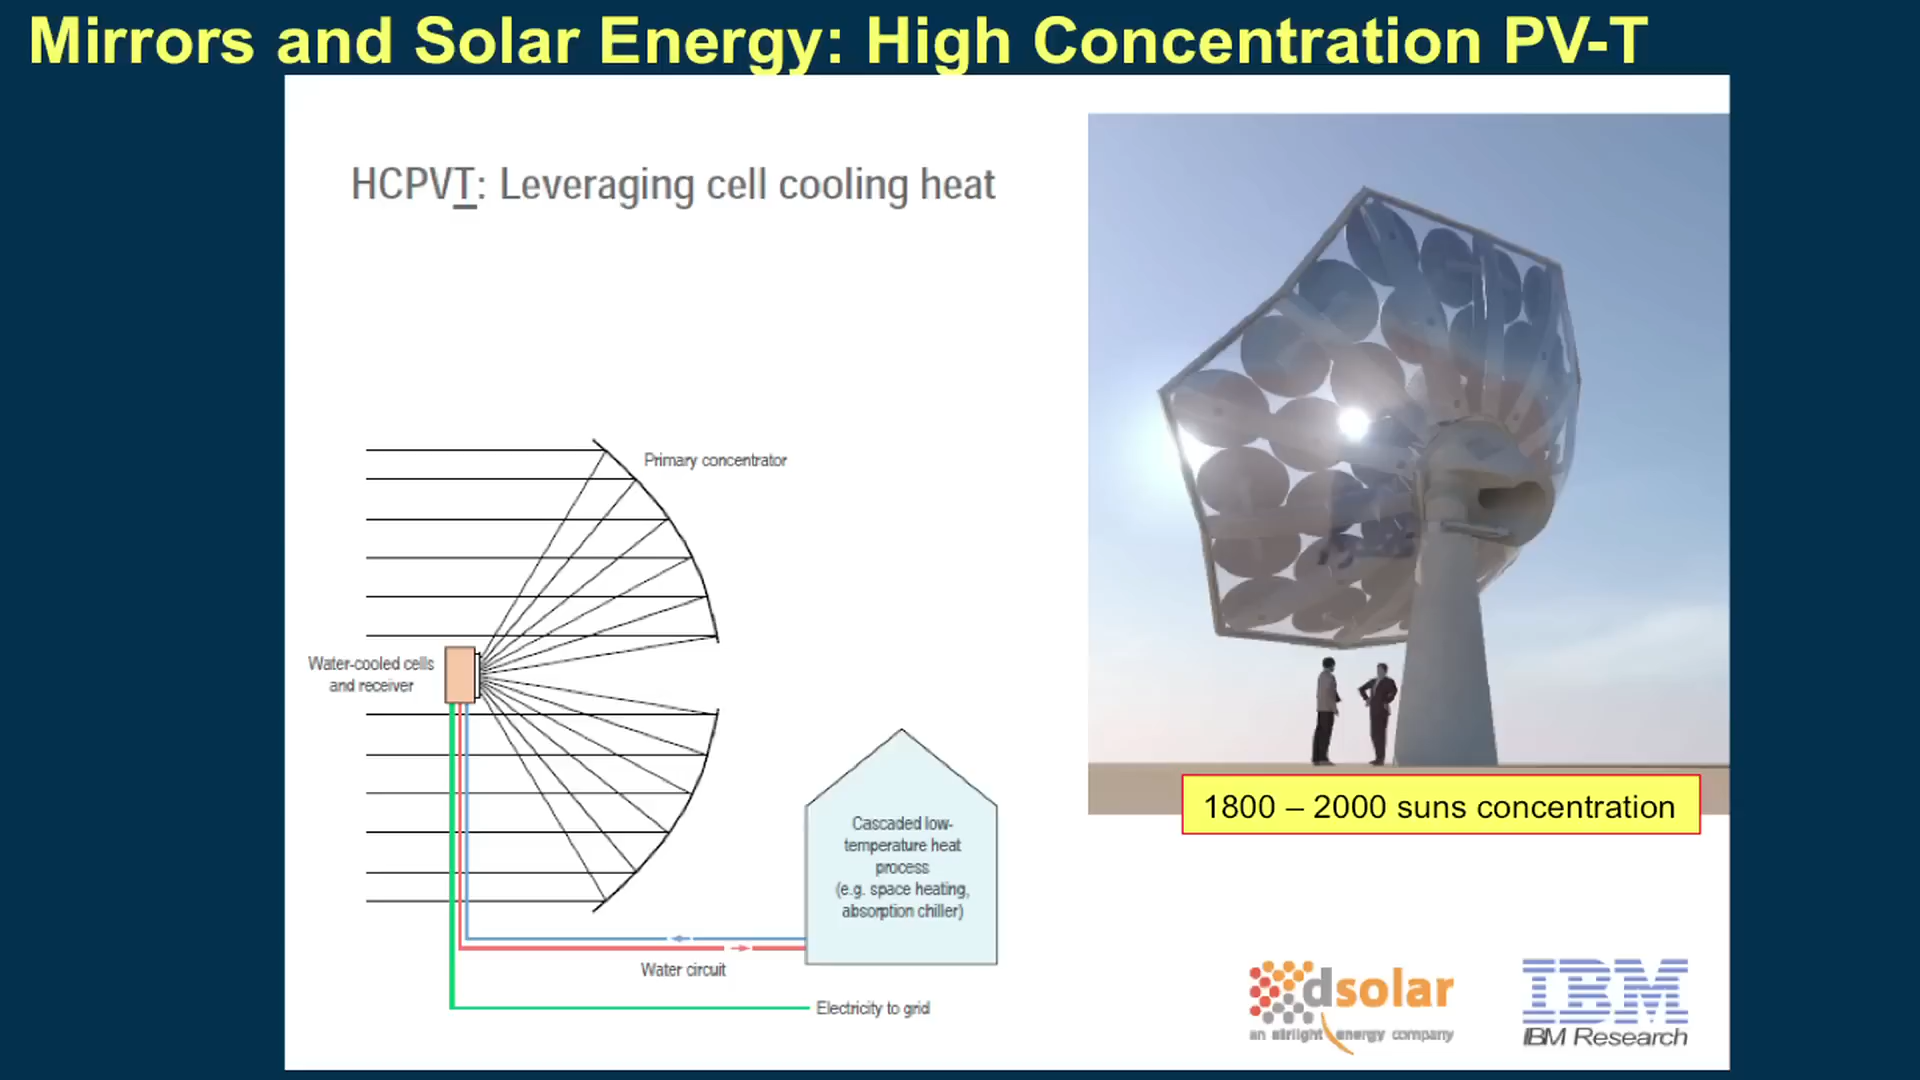 Mirrors and Solar Energy: High Concentration PV-T
HCPVT: Leveraging cell cooling heat
Primary concentrator
Water-cooled cells
and receiver
Cascaded low-
temperature heat
process
(e.g. space heating,
absorption chiller)
Water circuit
Electricity to grid
1800 – 2000 suns concentration
dsolar
an airlight energy company
IBM
IBM Research